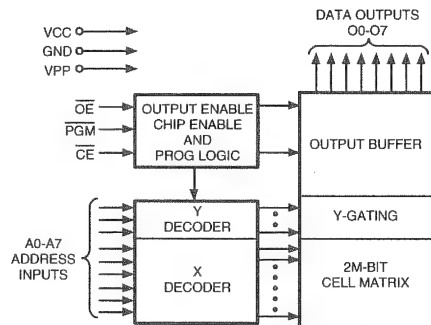 DATA OUTPUTS
O0-O7
VCC
GND
VPP
OE
PGM
CE
OUTPUT ENABLE
CHIP ENABLE
AND
PROG LOGIC
OUTPUT BUFFER
Y
DECODER
Y-GATING
A0-A7
ADDRESS
INPUTS
X
DECODER
2M-BIT
CELL MATRIX